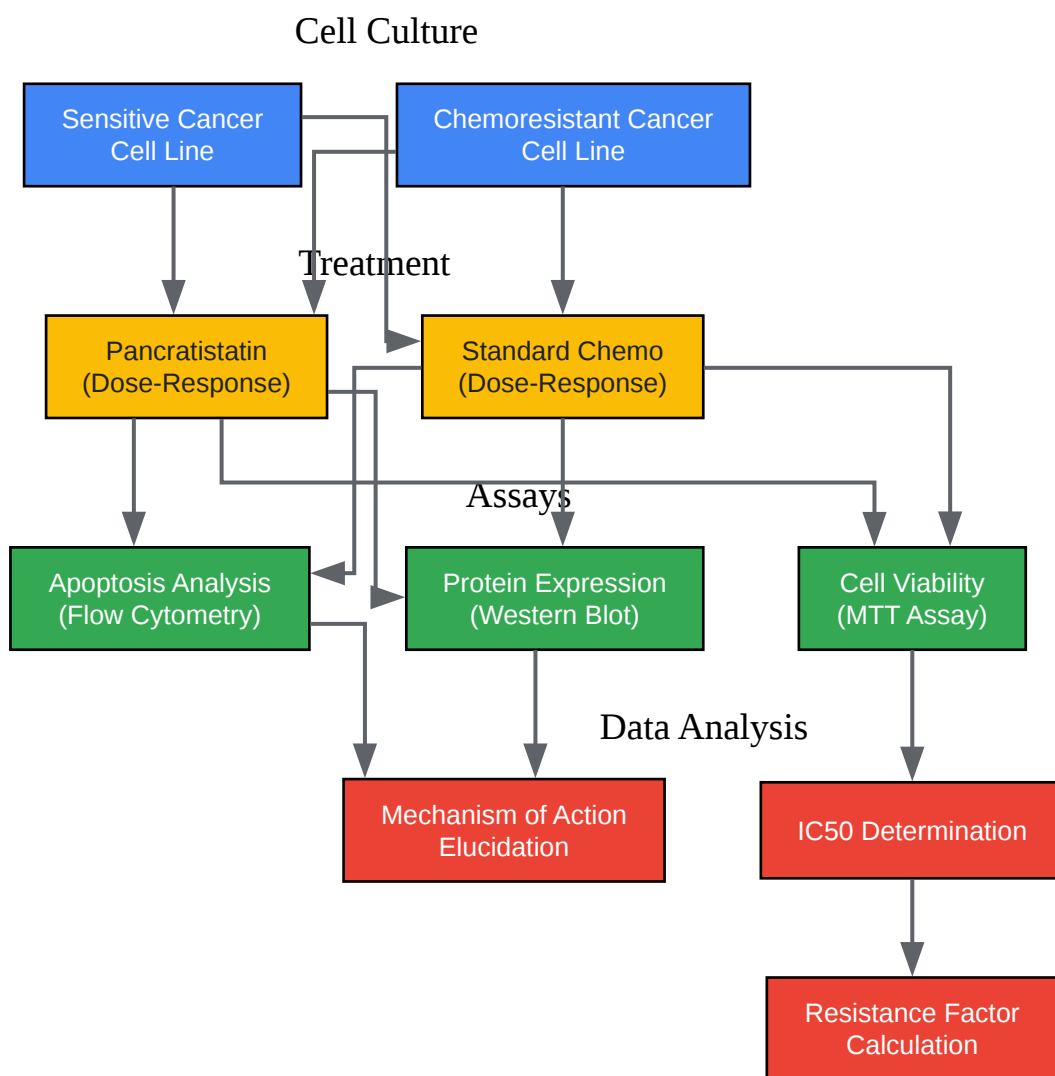 Cell Culture
Sensitive Cancer
Cell Line
Chemoresistant Cancer
Cell Line
Treatment
Pancratistatin
(Dose-Response)
Standard Chemo
(Dose-Response)
Assays
Apoptosis Analysis
(Flow Cytometry)
Protein Expression
(Western Blot)
Cell Viability
(MTT Assay)
Data Analysis
Mechanism of Action
Elucidation
IC50 Determination
Resistance Factor
Calculation